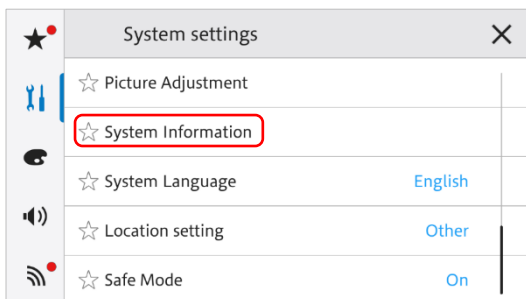 System settings
Picture Adjustment
System Information
System Language English
Location setting Other
Safe Mode On